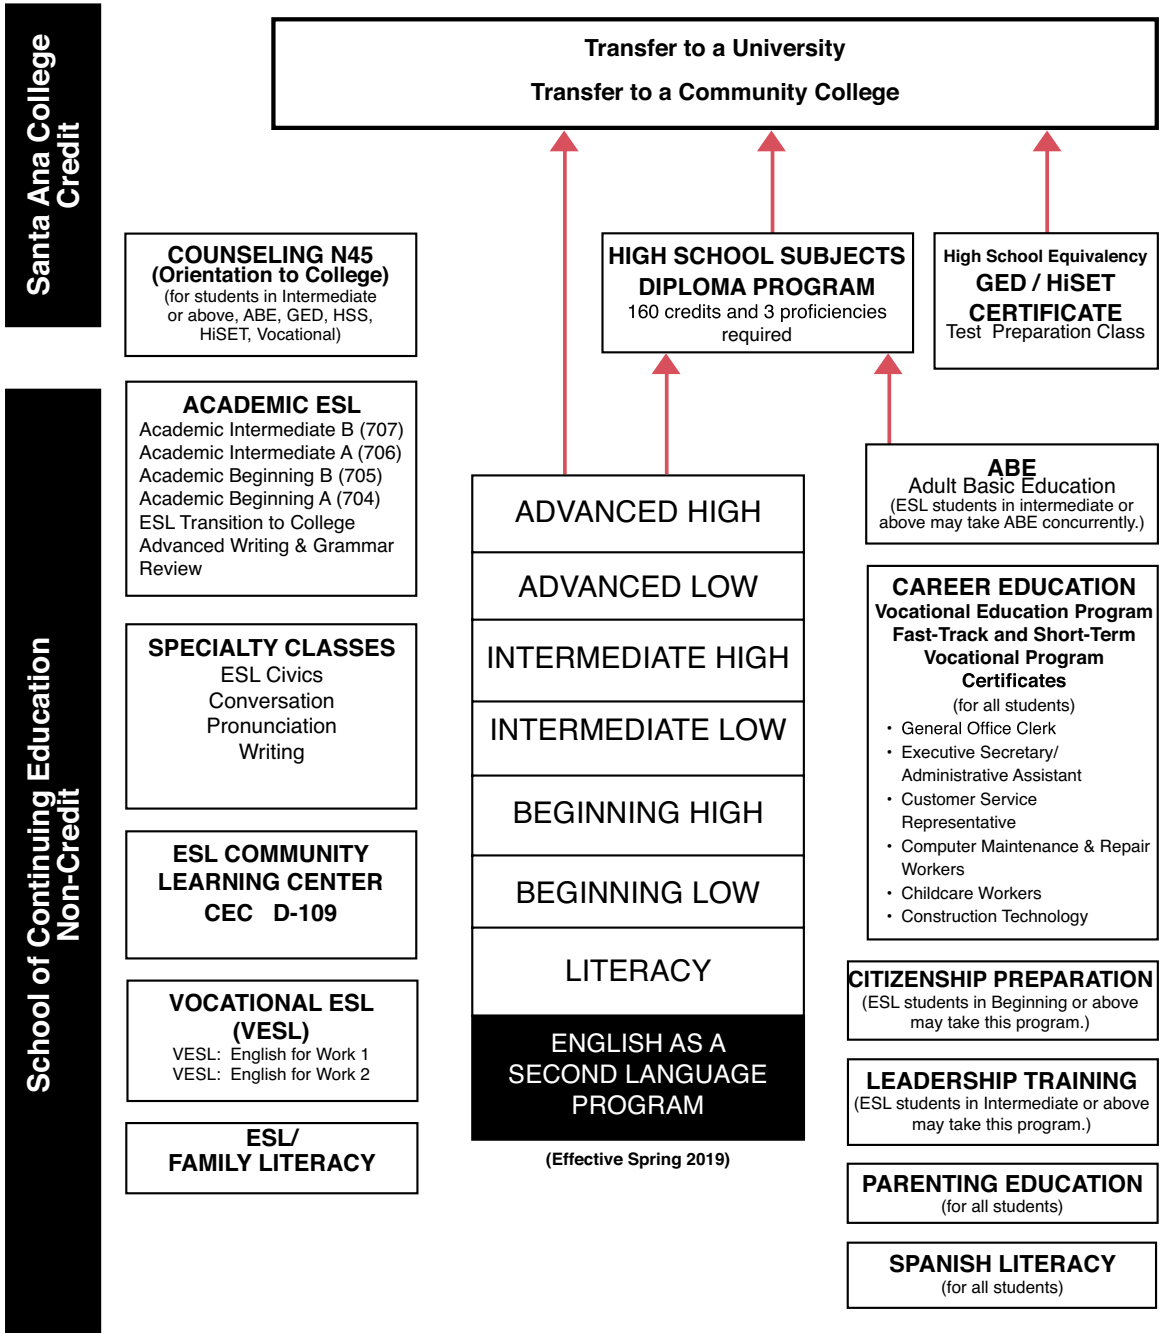 Santa Ana College
Credit
School of Continuing Education
Non-Credit
Transfer to a University
Transfer to a Community College
COUNSELING N45
(Orientation to College)
(for students in Intermediate
or above, ABE, GED, HSS,
HiSET, Vocational)
HIGH SCHOOL SUBJECTS
DIPLOMA PROGRAM
160 credits and 3 proficiencies
required
High School Equivalency
GED / HiSET
CERTIFICATE
Test Preparation Class
ACADEMIC ESL
Academic Intermediate B (707)
Academic Intermediate A (706)
Academic Beginning B (705)
Academic Beginning A (704)
ESL Transition to College
Advanced Writing & Grammar
Review
SPECIALTY CLASSES
ESL Civics
Conversation
Pronunciation
Writing
ESL COMMUNITY
LEARNING CENTER
CEC D-109
VOCATIONAL ESL
(VESL)
VESL: English for Work 1
VESL: English for Work 2
ESL/
FAMILY LITERACY
ADVANCED HIGH
ADVANCED LOW
INTERMEDIATE HIGH
INTERMEDIATE LOW
BEGINNING HIGH
BEGINNING LOW
LITERACY
ENGLISH AS A
SECOND LANGUAGE
PROGRAM
(Effective Spring 2019)
ABE
Adult Basic Education
(ESL students in intermediate or
above may take ABE concurrently.)
CAREER EDUCATION
Vocational Education Program
Fast-Track and Short-Term
Vocational Program
Certificates
(for all students)
• General Office Clerk
• Executive Secretary/
Administrative Assistant
• Customer Service
Representative
• Computer Maintenance & Repair
Workers
• Childcare Workers
• Construction Technology
CITIZENSHIP PREPARATION
(ESL students in Beginning or above
may take this program.)
LEADERSHIP TRAINING
(ESL students in Intermediate or above
may take this program.)
PARENTING EDUCATION
(for all students)
SPANISH LITERACY
(for all students)